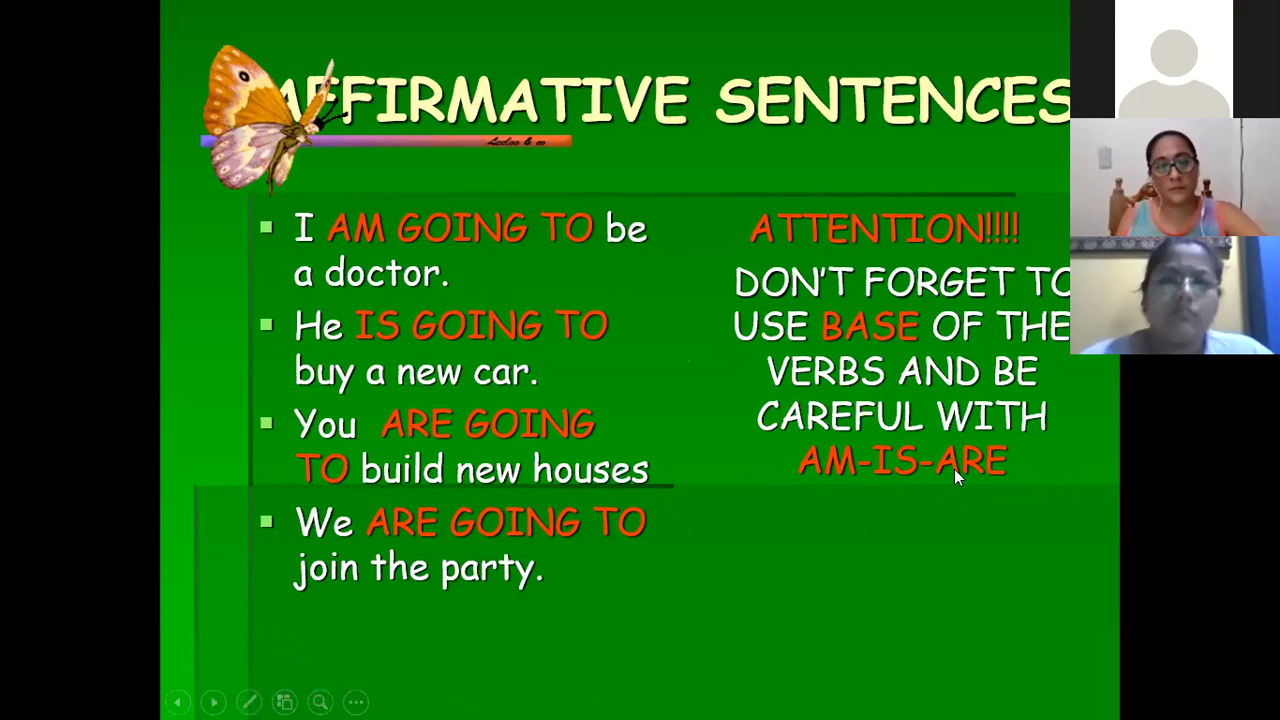 AFFIRMATIVE SENTENCES
Leeloo & co
I AM GOING TO be
a doctor.
He IS GOING TO
buy a new car.
You ARE GOING
TO build new houses
We ARE GOING TO
join the party.
ATTENTION!!!!
DON’T FORGET TO
USE BASE OF THE
VERBS AND BE
CAREFUL WITH
AM-IS-ARE